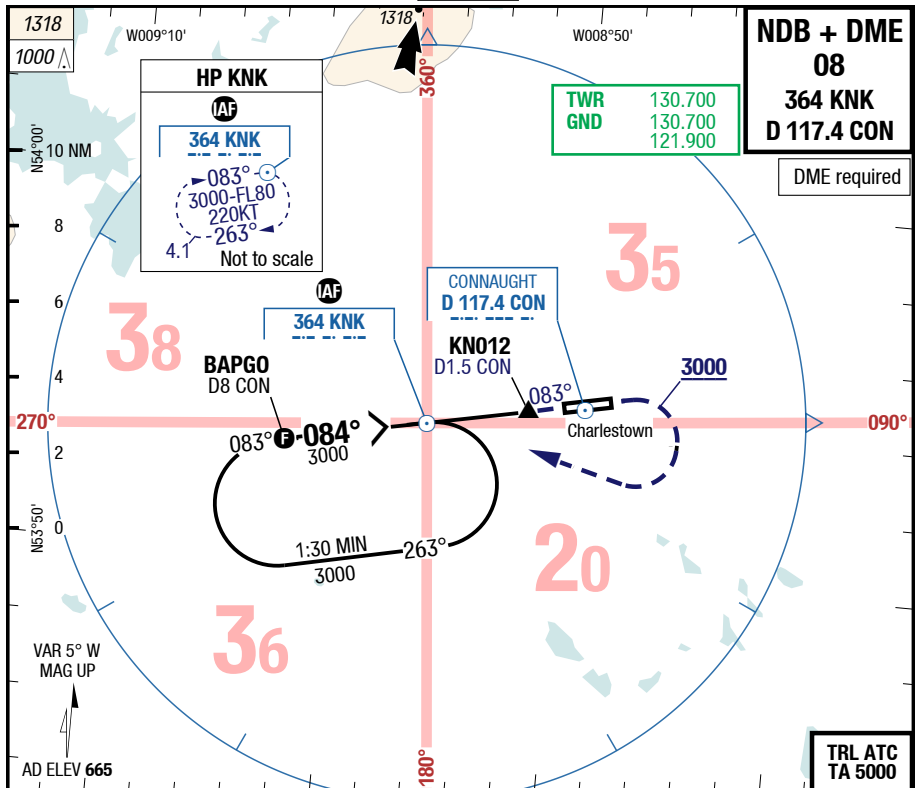 1318
1000
1318
W009°10'
W008°50'
NDB + DME
08
364 KNK
D 117.4 CON
DME required
TWR 130.700
GND 130.700
121.900
HP KNK
IAF
364 KNK
083°
3000-FL80
220KT
263°
4.1
Not to scale
360°
N54°00'
10 NM
8
6
4
2
0
N53°50'
38
35
IAF
364 KNK
CONNAUGHT
D 117.4 CON
BAPGO
D8 CON
KN012
D1.5 CON
083°
3000
270°
090°
083°
F
-084°
3000
Charlestown
1:30 MIN
263°
3000
36
20
VAR 5° W
MAG UP
AD ELEV 665
180°
TRL ATC
TA 5000